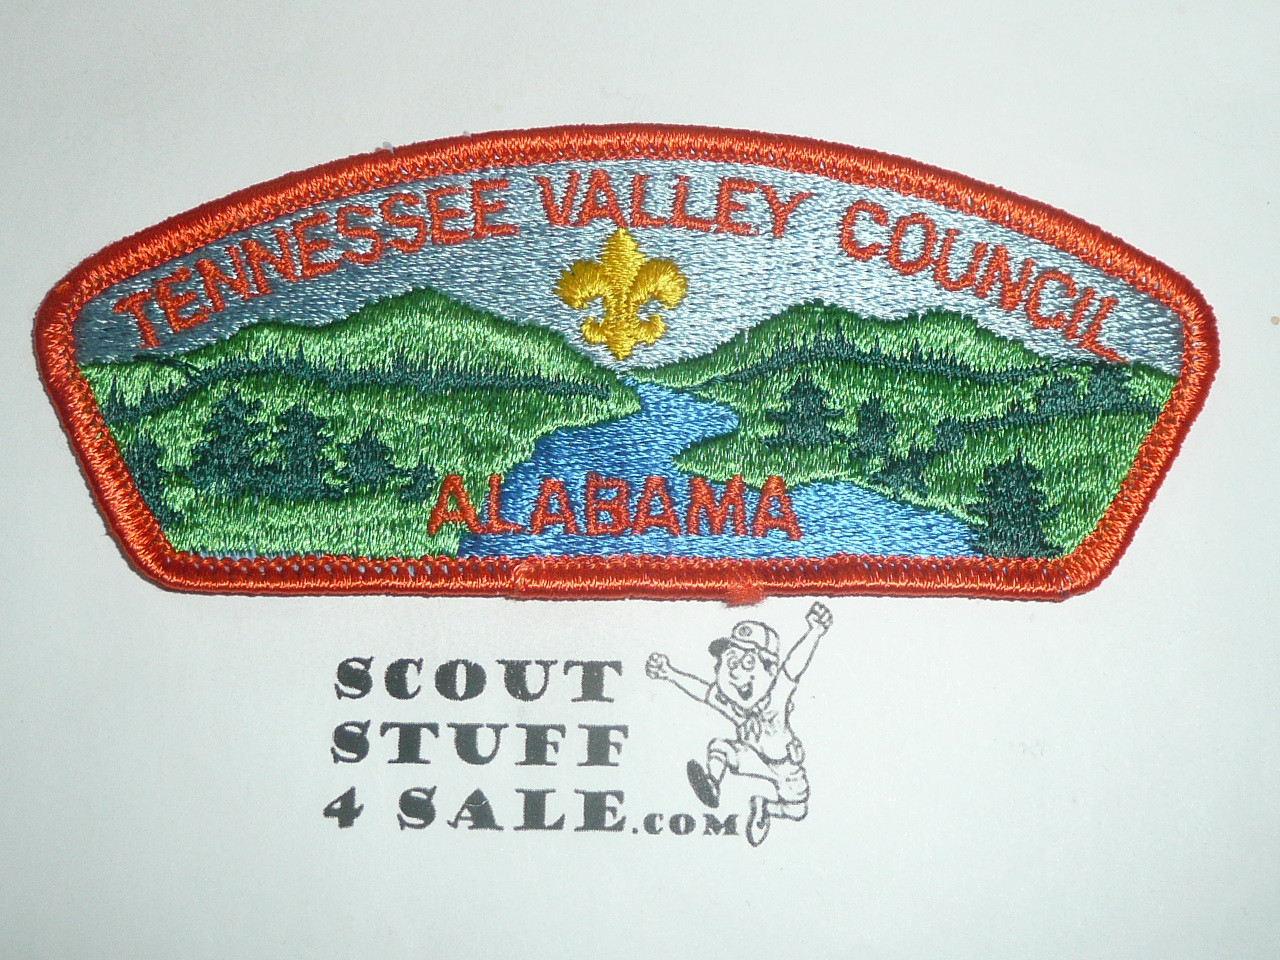 TENNESSEE VALLEY COUNCIL
ALABAMA
SCOUT
STUFF
4 SALE.COM